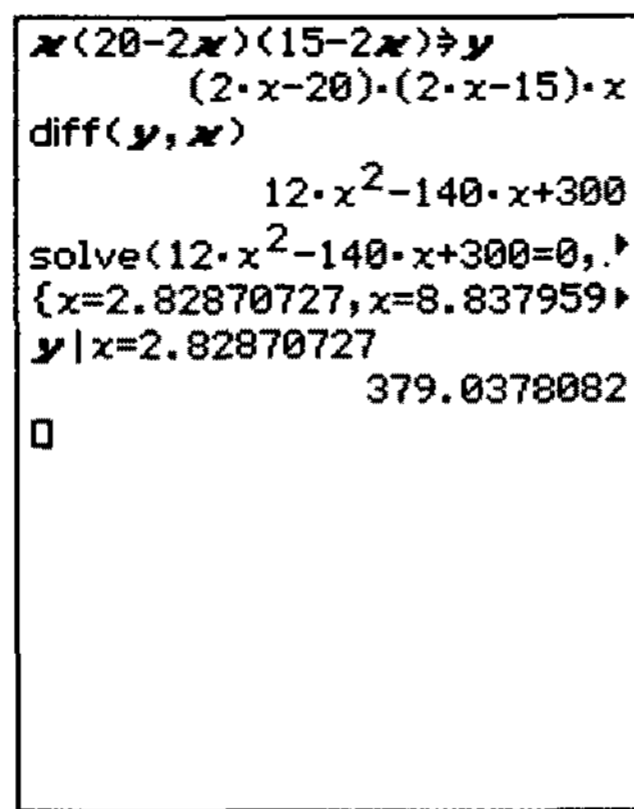 x(20-2x)(15-2x)⇒y
(2·x-20)·(2·x-15)·x
diff(y,x)
12·x²-140·x+300
solve(12·x²-140·x+300=0,.
{x=2.82870727,x=8.837959
y|x=2.82870727
379.0378082